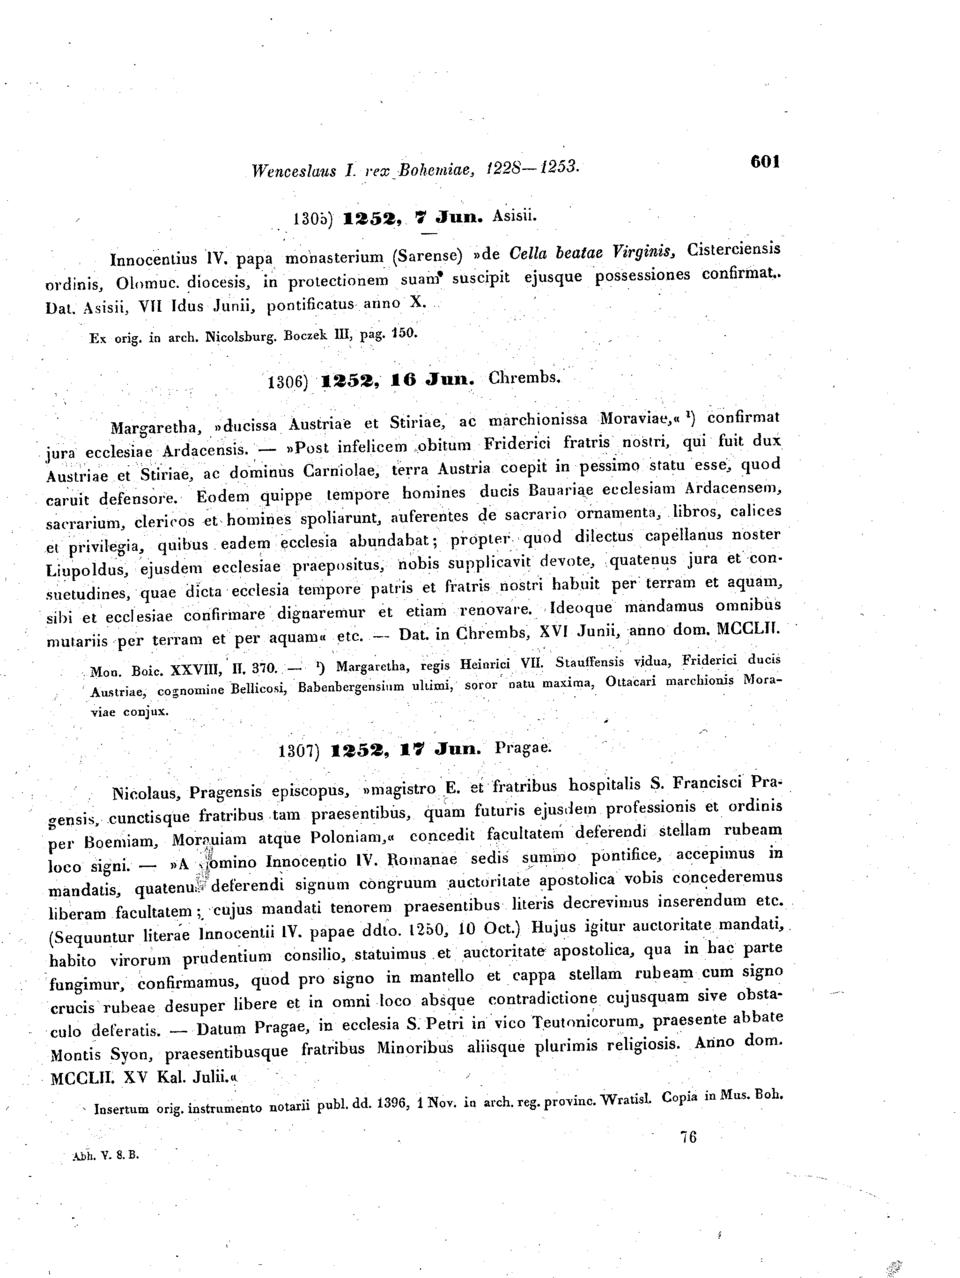 Wenceslaus I. rex Bohemiae, 1228—1253.
601
1305) 1252, 7 Jun. Asisii.
Innocentius IV. papa monasterium (Sarense) »de Cella beatae Virginis, Cisterciensis
ordinis, Olomuc. diocesis, in protectionem suam suscipit ejusque possessiones confirmat.
Dat. Asisii, VII Idus Junii, pontificatus anno X.
Ex orig. in arch. Nicolsburg. Boczek III, pag. 150.
1306) 1252, 16 Jun. Chrembs.
Margaretha, »ducissa Austriae et Stiriae, ac marchionissa Moraviae,« ¹) confirmat
jura ecclesiae Ardacensis. — »Post infelicem obitum Friderici fratris nostri, qui fuit dux
Austriae et Stiriae, ac dominus Carniolae, terra Austria coepit in pessimo statu esse, quod
caruit defensore. Eodem quippe tempore homines ducis Bauariae ecclesiam Ardacensem,
sacrarium, clericos et homines spoliarunt, auferentes de sacrario ornamenta, libros, calices
et privilegia, quibus eadem ecclesia abundabat; propter quod dilectus capellanus noster
Liupoldus, ejusdem ecclesiae praepositus, nobis supplicavit devote, quatenus jura et con-
suetudines, quae dicta ecclesia tempore patris et fratris nostri habuit per terram et aquam,
sibi et ecclesiae confirmare dignaremur et etiam renovare. Ideoque mandamus omnibus
mutariis per terram et per aquam« etc. — Dat. in Chrembs, XVI Junii, anno dom. MCCLII.
Mon. Boic. XXVIII, II. 370. — ¹) Margaretha, regis Heinrici VII. Stauffensis vidua, Friderici ducis
Austriae, cognomine Bellicosi, Babenbergensium ultimi, soror natu maxima, Ottacari marchionis Mora-
viae conjux.
1307) 1252, 17 Jun. Pragae.
Nicolaus, Pragensis episcopus, »magistro E. et fratribus hospitalis S. Francisci Pra-
gensis, cunctisque fratribus tam praesentibus, quam futuris ejusdem professionis et ordinis
per Boemiam, Morauiam atque Poloniam,« concedit facultatem deferendi stellam rubeam
loco signi. — »A domino Innocentio IV. Romanae sedis summo pontifice, accepimus in
mandatis, quatenus deferendi signum congruum auctoritate apostolica vobis concederemus
liberam facultatem; cujus mandati tenorem praesentibus literis decrevimus inserendum etc.
(Sequuntur literae Innocentii IV. papae ddto. 1250, 10 Oct.) Hujus igitur auctoritate mandati,
habito virorum prudentium consilio, statuimus et auctoritate apostolica, qua in hac parte
fungimur, confirmamus, quod pro signo in mantello et cappa stellam rubeam cum signo
crucis rubeae desuper libere et in omni loco absque contradictione cujusquam sive obsta-
culo deferatis. — Datum Pragae, in ecclesia S. Petri in vico Teutonicorum, praesente abbate
Montis Syon, praesentibusque fratribus Minoribus aliisque plurimis religiosis. Anno dom.
MCCLII. XV Kal. Julii.«
Insertum orig. instrumento notarii publ. dd. 1396, 1 Nov. in arch. reg. provinc. Wratisl. Copia in Mus. Boh.
76
Abh. V. 8. B.